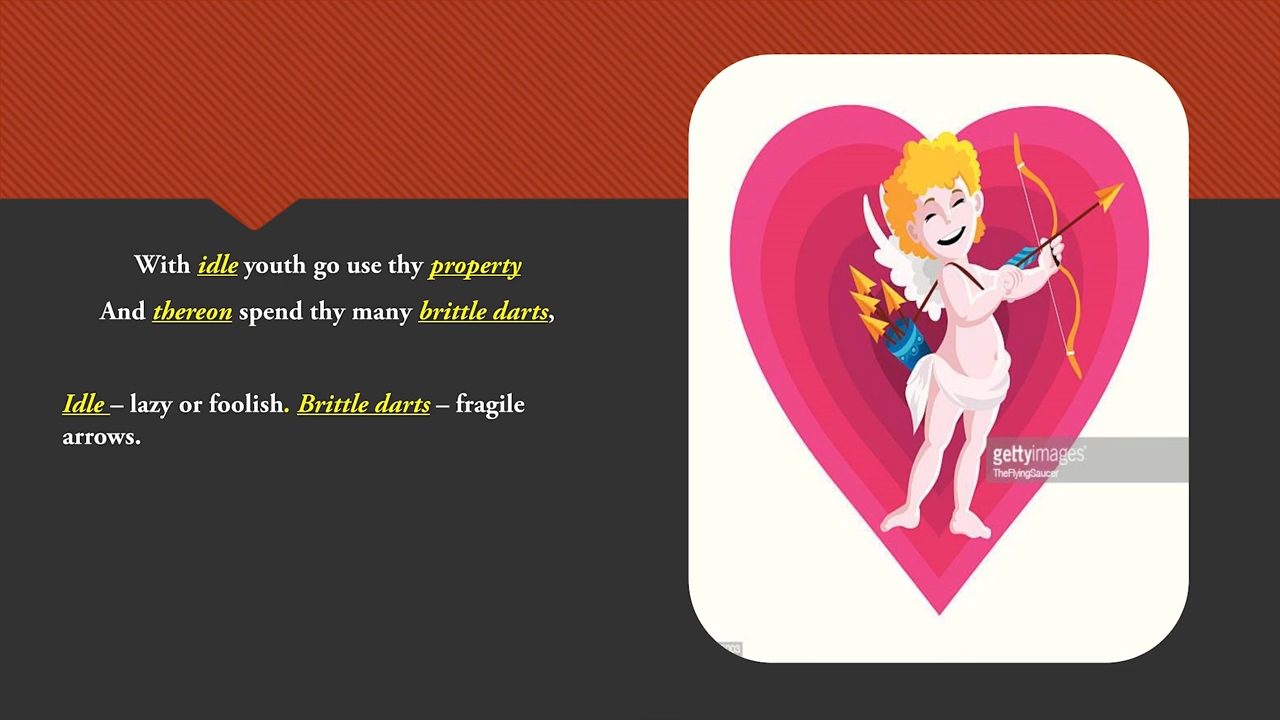 With idle youth go use thy property
And thereon spend thy many brittle darts,
Idle – lazy or foolish. Brittle darts – fragile
arrows.
gettyimages®
TheFlyingSaucer